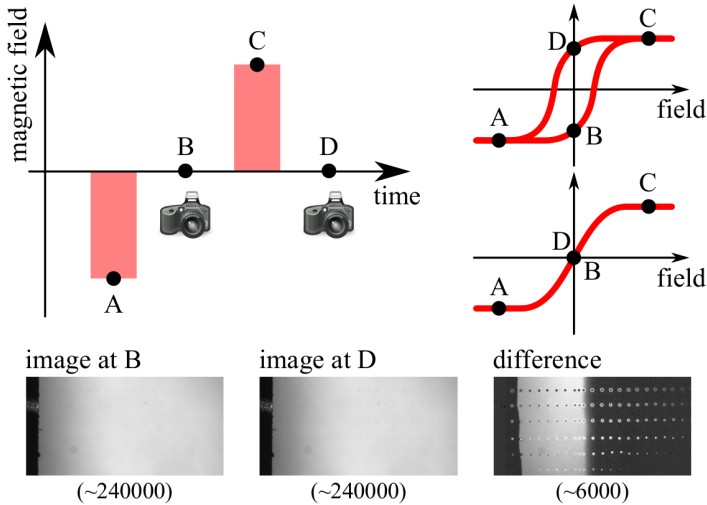 magnetic field
A
B
C
D
time
D
C
A
B
field
D
C
A
B
field
image at B
image at D
difference
(~240000)
(~240000)
(~6000)